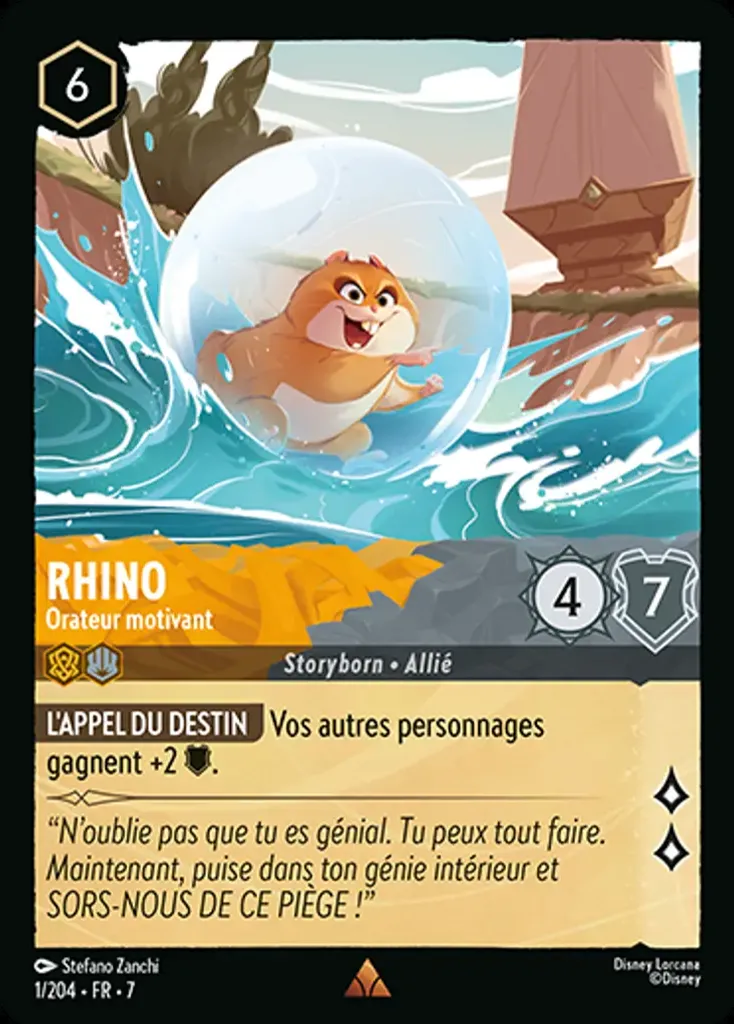 6
RHINO
Orateur motivant
4
7
Storyborn • Allié
L'APPEL DU DESTIN Vos autres personnages
gagnent +2 .
“N'oublie pas que tu es génial. Tu peux tout faire.
Maintenant, puise dans ton génie intérieur et
SORS-NOUS DE CE PIÈGE !”
Stefano Zanchi
1/204 • FR • 7
Disney Lorcana
©Disney